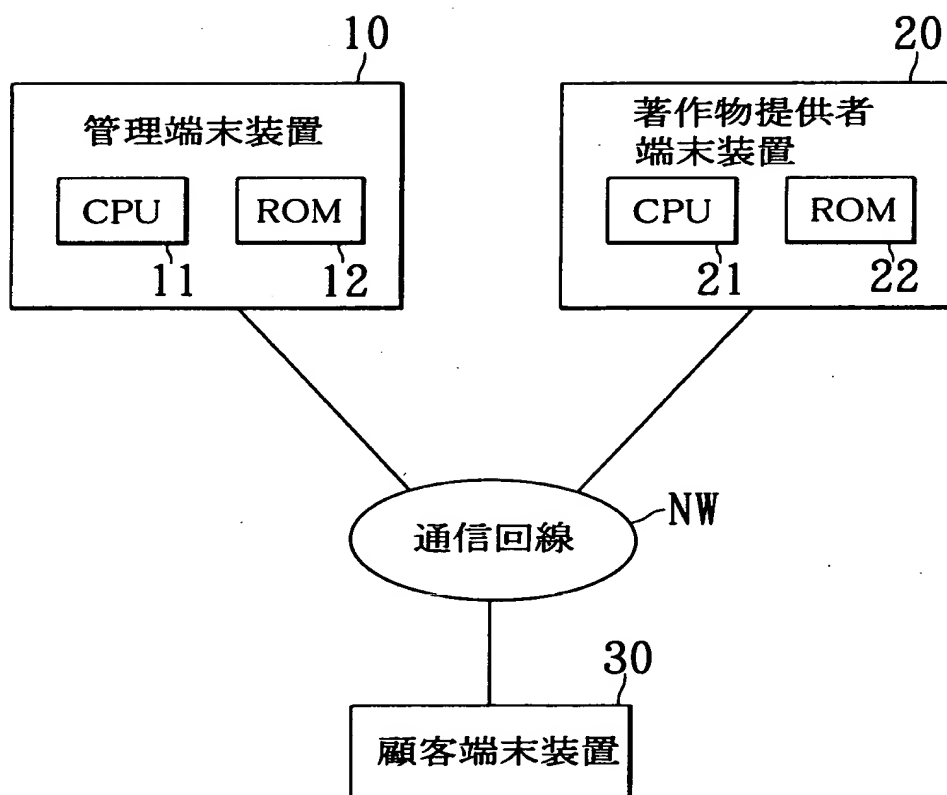 10
20
管理端末装置
著作物提供者
端末装置
CPU
ROM
CPU
ROM
11
12
21
22
通信回線
NW
30
顧客端末装置